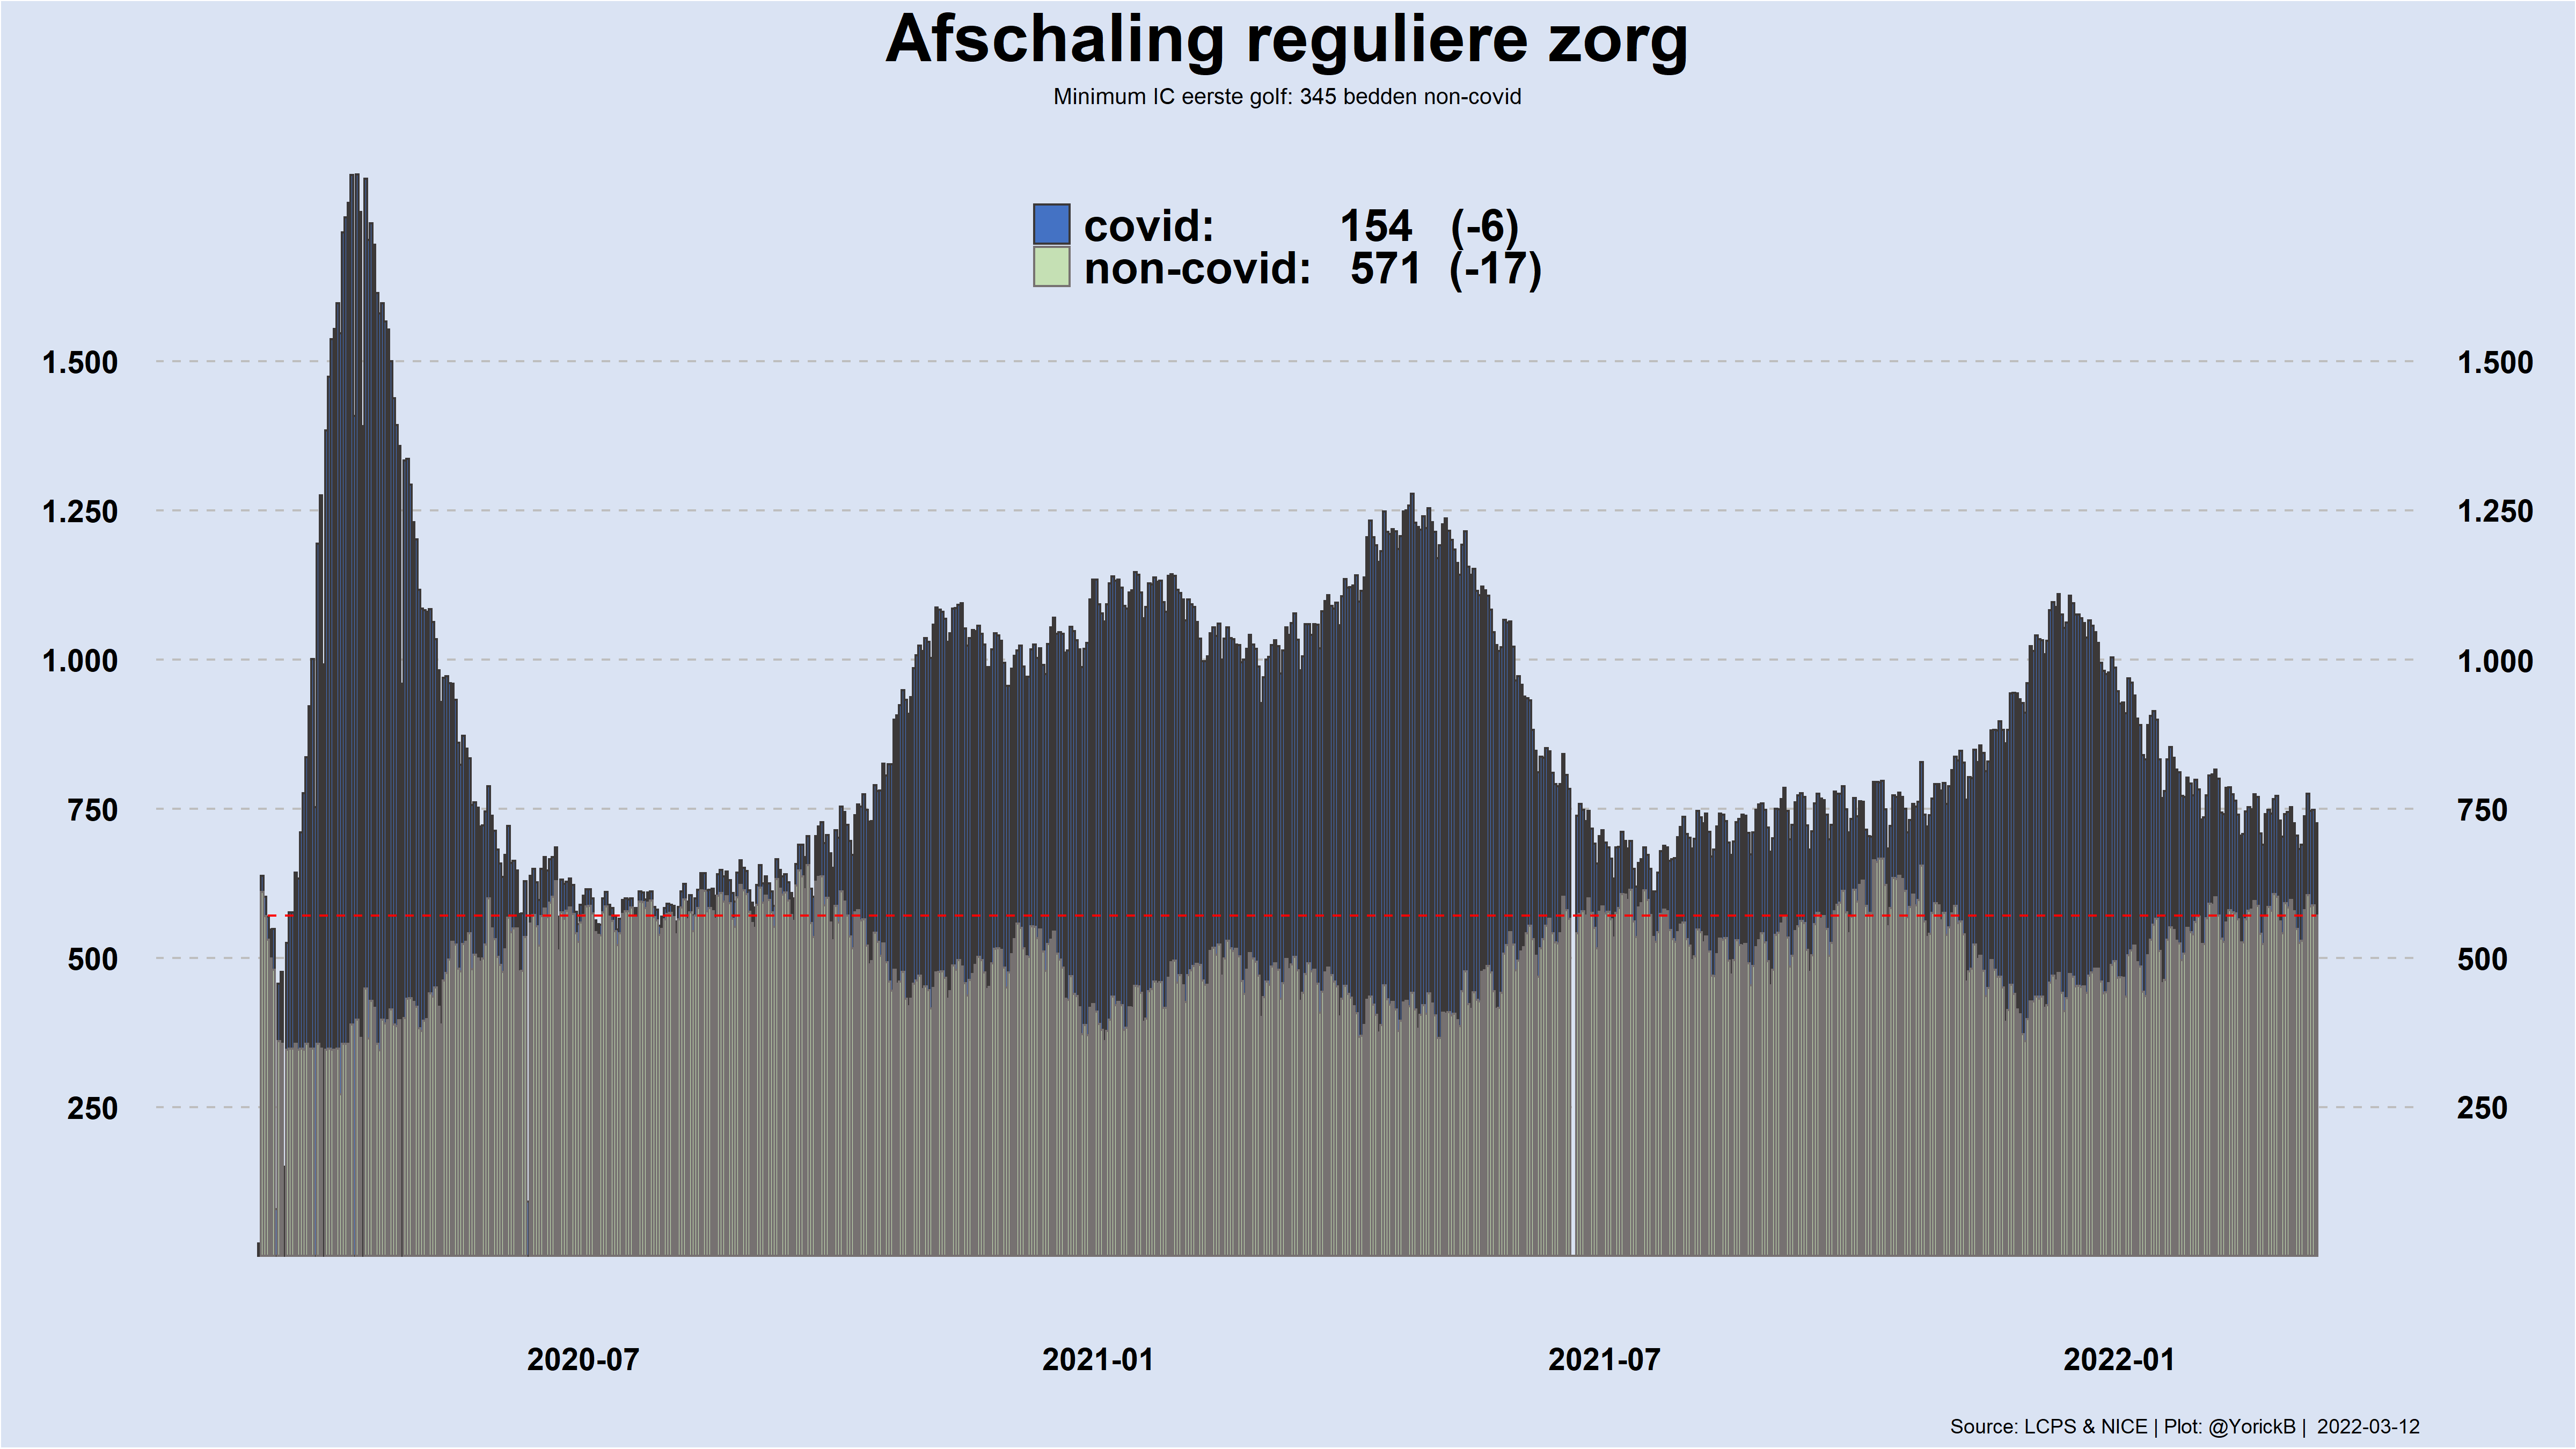 Afschaling reguliere zorg
Minimum IC eerste golf: 345 bedden non-covid
covid: 154 (-6)
non-covid: 571 (-17)
1.500 1.500
1.250 1.250
1.000 1.000
750 750
500 500
250 250
2020-07 2021-01 2021-07 2022-01
Source: LCPS & NICE | Plot: @YorickB | 2022-03-12